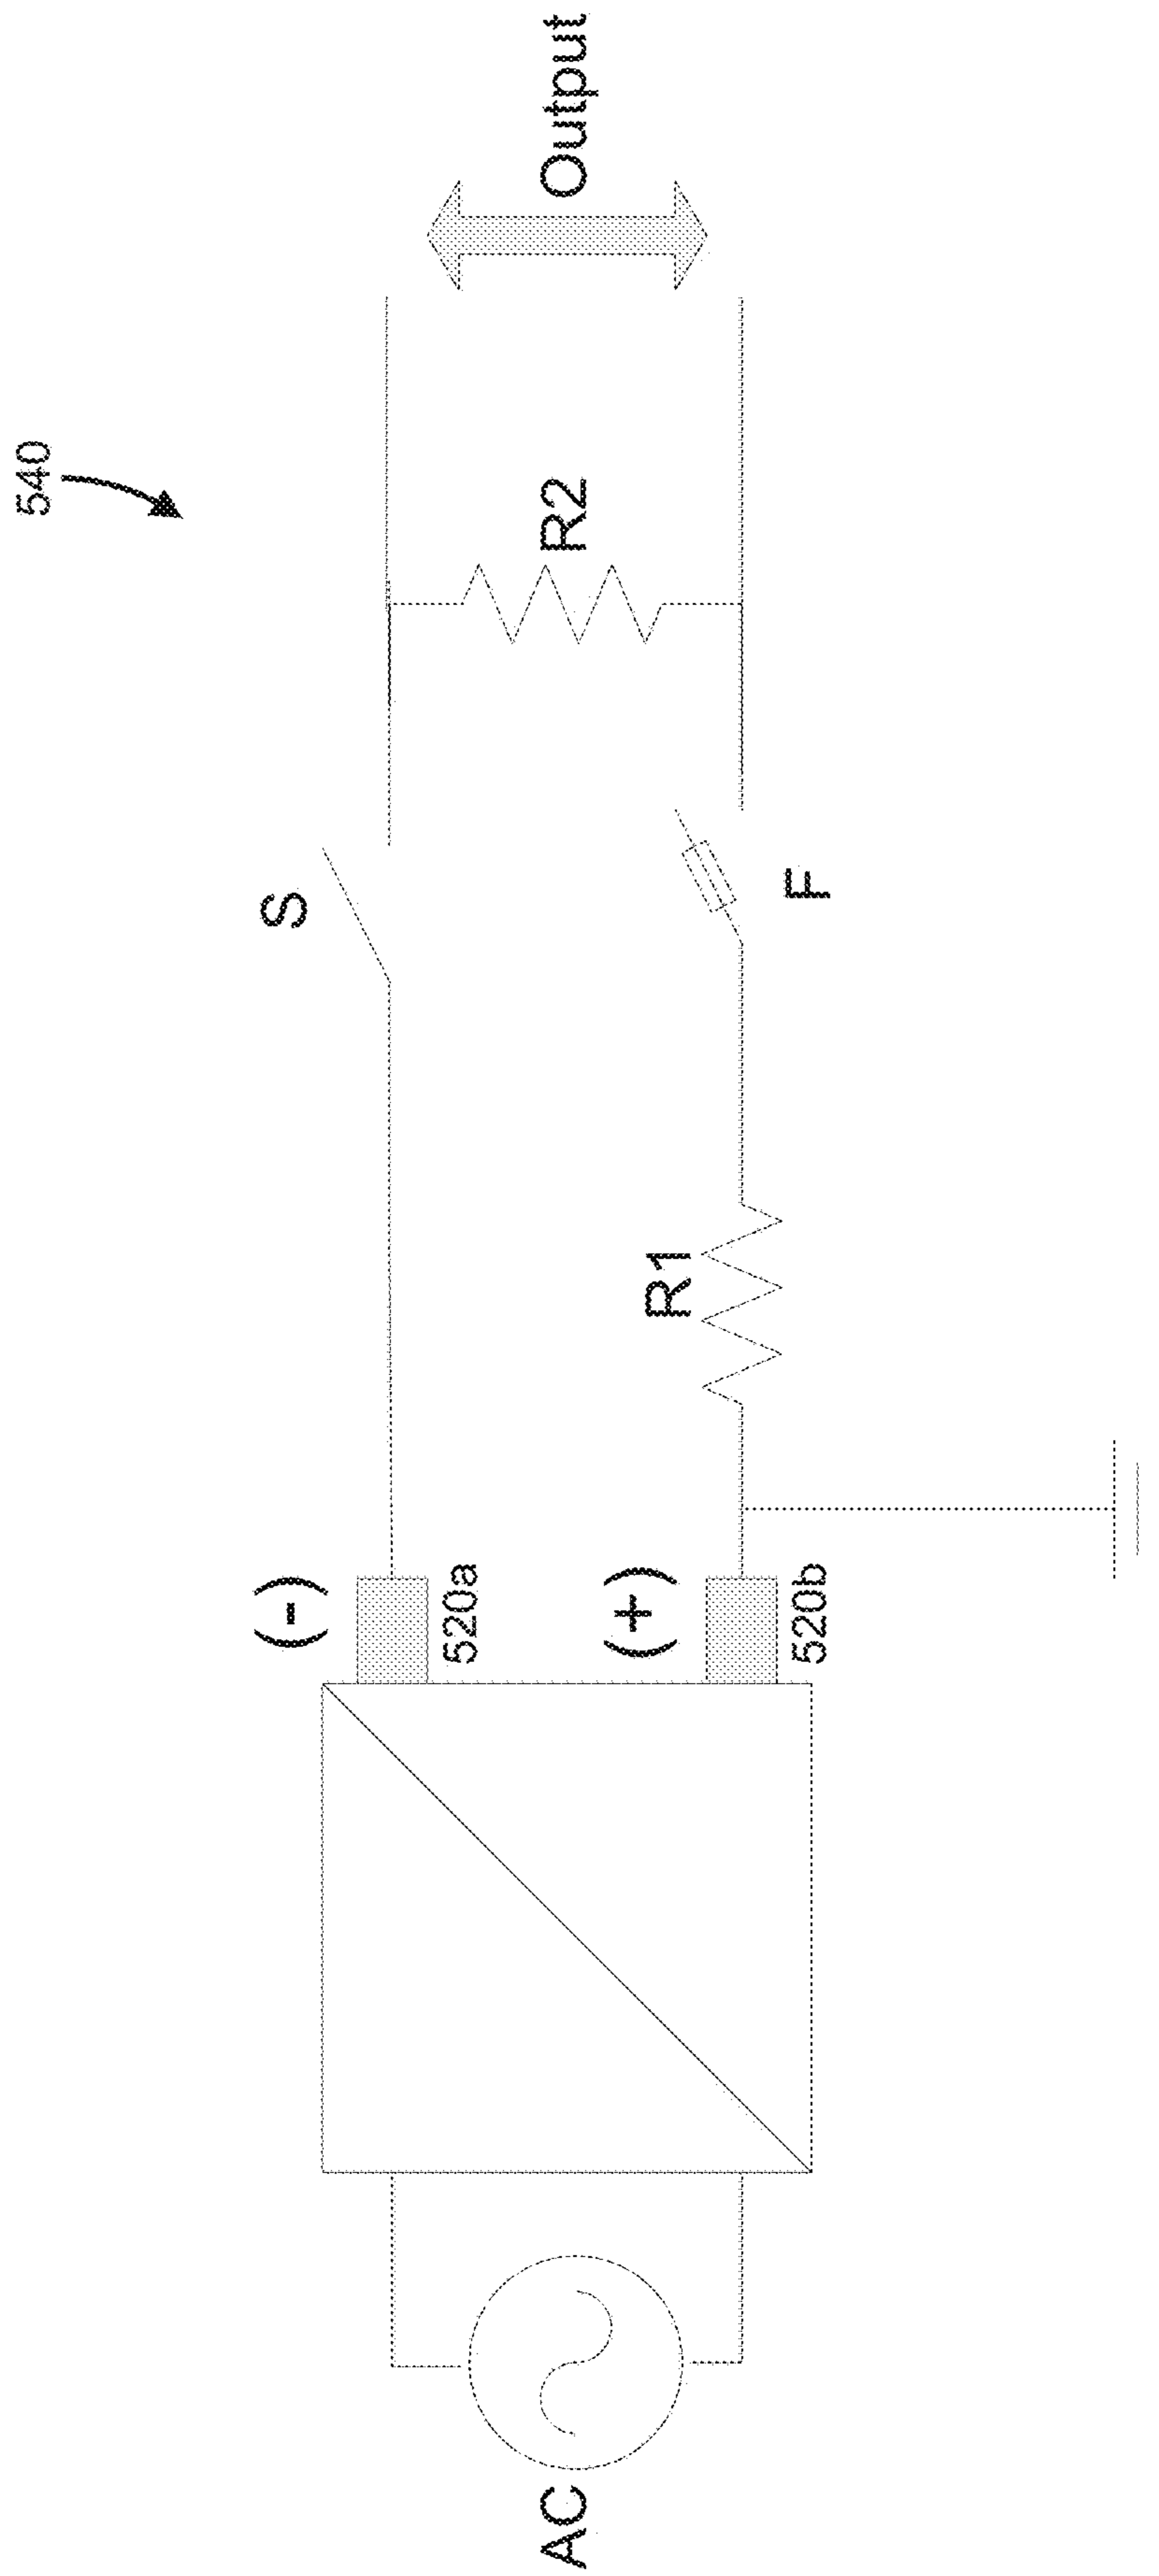 540
S
(-)
520a
R2
Output
AC
R1
(+)
520b
F